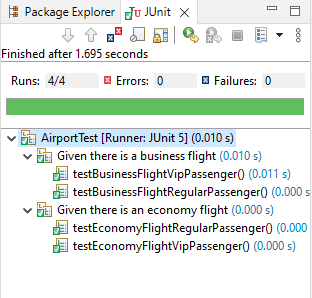 Package Explorer JUnit
Finished after 1.695 seconds
Runs: 4/4 Errors: 0 Failures: 0
AirportTest [Runner: JUnit 5] (0.010 s)
Given there is a business flight (0.010 s)
testBusinessFlightVipPassenger() (0.011 s)
testBusinessFlightRegularPassenger() (0.000 s
Given there is an economy flight (0.000 s)
testEconomyFlightRegularPassenger() (0.000
testEconomyFlightVipPassenger() (0.000 s)